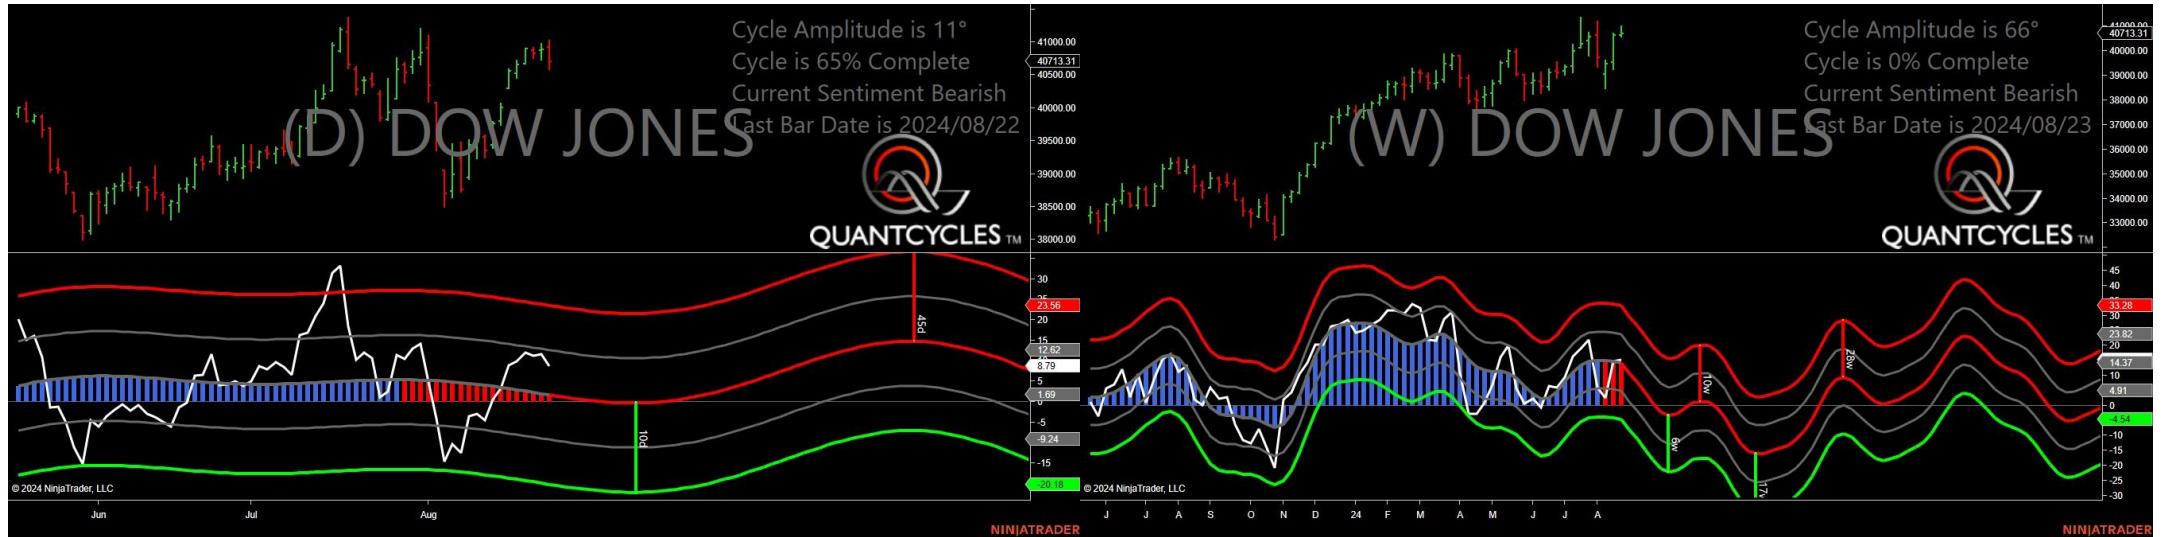 Cycle Amplitude is 11°
Cycle is 65% Complete
Current Sentiment Bearish
Last Bar Date is 2024/08/22
(D) DOW JONES
QUANTCYCLES TM
41000.00
40713.31
40500.00
40000.00
39500.00
39000.00
38500.00
38000.00
30
23.56
20
15
12.62
8.79
5
1.69
0
-5
-9.24
-15
-20.18
45d
10d
© 2024 NinjaTrader, LLC
Jun Jul Aug
NINJATRADER
Cycle Amplitude is 66°
Cycle is 0% Complete
Current Sentiment Bearish
Last Bar Date is 2024/08/23
(W) DOW JONES
QUANTCYCLES TM
41000.00
40713.31
40000.00
39000.00
38000.00
37000.00
36000.00
35000.00
34000.00
33000.00
45
40
33.28
30
23.82
20
14.37
10
4.91
0
-4.54
-10
-15
-20
-25
-30
10w
6w
28w
© 2024 NinjaTrader, LLC
J J A S O N D 24 F M A M J J A
NINJATRADER